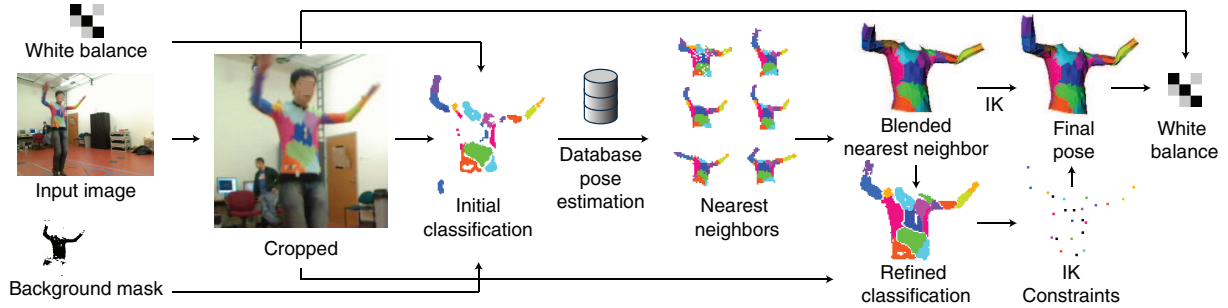 White balance
Input image
Background mask
Cropped
Initial
classification
Database
pose
estimation
Nearest
neighbors
Blended
nearest neighbor
IK
Final
pose
White
balance
Refined
classification
IK
Constraints